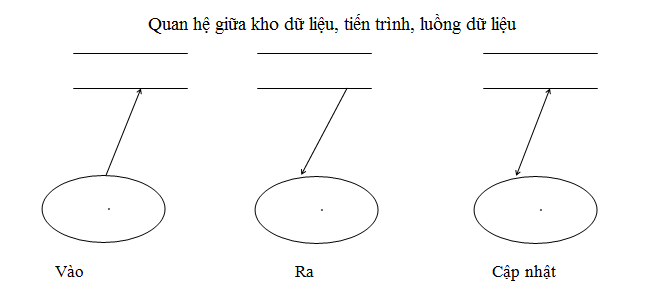 Quan hệ giữa kho dữ liệu, tiến trình, luồng dữ liệu
Vào
Ra
Cập nhật